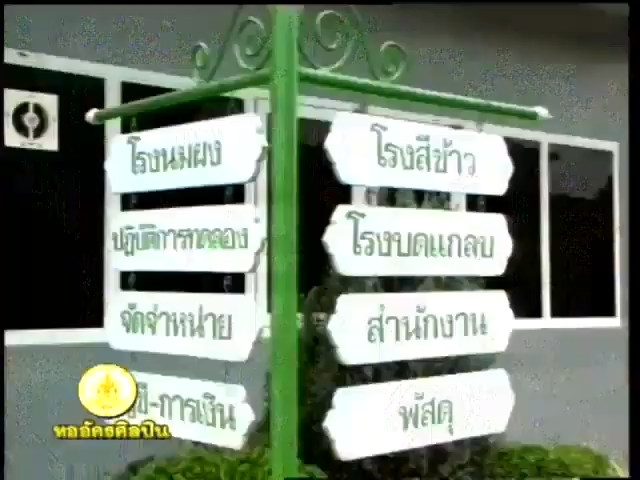 โรงนมผง
ปฏิบัติการทดลอง
จัดจำหน่าย
ชี-การเงิน
โรงสีข้าว
โรงบดแกลบ
สำนักงาน
พัสดุ
หออัครศิลปิน